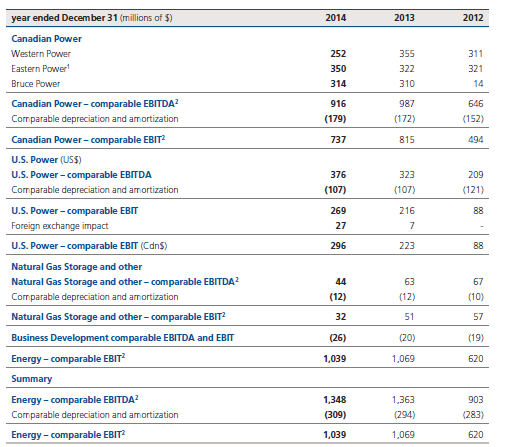 year ended December 31 (millions of $) 2014 2013 2012
Canadian Power
Western Power 252 355 311
Eastern Power¹ 350 322 321
Bruce Power 314 310 14
Canadian Power – comparable EBITDA² 916 987 646
Comparable depreciation and amortization (179) (172) (152)
Canadian Power – comparable EBIT² 737 815 494
U.S. Power (US$)
U.S. Power – comparable EBITDA 376 323 209
Comparable depreciation and amortization (107) (107) (121)
U.S. Power – comparable EBIT 269 216 88
Foreign exchange impact 27 7 -
U.S. Power – comparable EBIT (Cdn$) 296 223 88
Natural Gas Storage and other
Natural Gas Storage and other – comparable EBITDA² 44 63 67
Comparable depreciation and amortization (12) (12) (10)
Natural Gas Storage and other – comparable EBIT² 32 51 57
Business Development comparable EBITDA and EBIT (26) (20) (19)
Energy – comparable EBIT² 1,039 1,069 620
Summary
Energy – comparable EBITDA² 1,348 1,363 903
Comparable depreciation and amortization (309) (294) (283)
Energy – comparable EBIT² 1,039 1,069 620